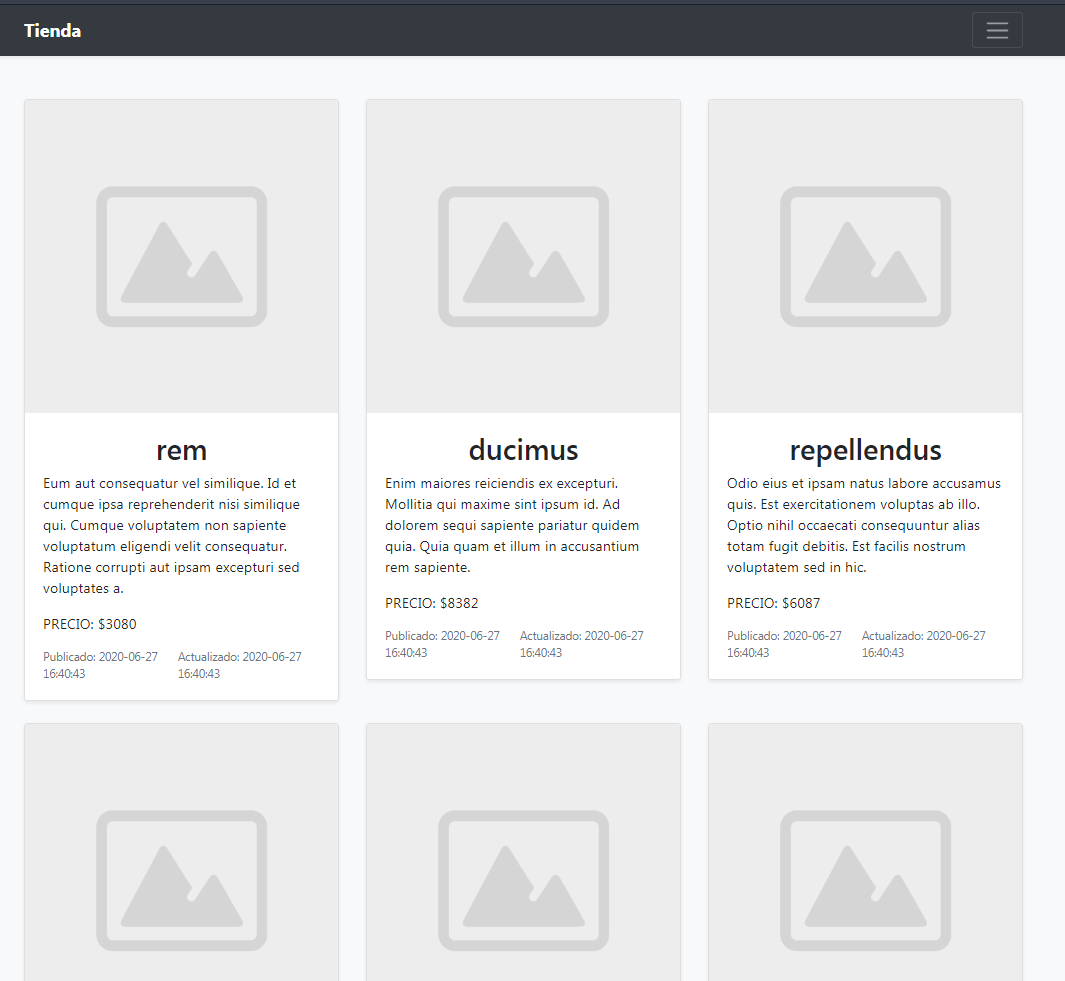 Tienda
rem
Eum aut consequatur vel similique. Id et
cumque ipsa reprehenderit nisi similique
qui. Cumque voluptatem non sapiente
voluptatum eligendi velit consequatur.
Ratione corrupti aut ipsam excepturi sed
voluptates a.
PRECIO: $3080
Publicado: 2020-06-27
16:40:43
Actualizado: 2020-06-27
16:40:43
ducimus
Enim maiores reiciendis ex excepturi.
Mollitia qui maxime sint ipsum id. Ad
dolorem sequi sapiente pariatur quidem
quia. Quia quam et illum in accusantium
rem sapiente.
PRECIO: $8382
Publicado: 2020-06-27
16:40:43
Actualizado: 2020-06-27
16:40:43
repellendus
Odio eius et ipsam natus labore accusamus
quis. Est exercitationem voluptas ab illo.
Optio nihil occaecati consequuntur alias
totam fugit debitis. Est facilis nostrum
voluptatem sed in hic.
PRECIO: $6087
Publicado: 2020-06-27
16:40:43
Actualizado: 2020-06-27
16:40:43